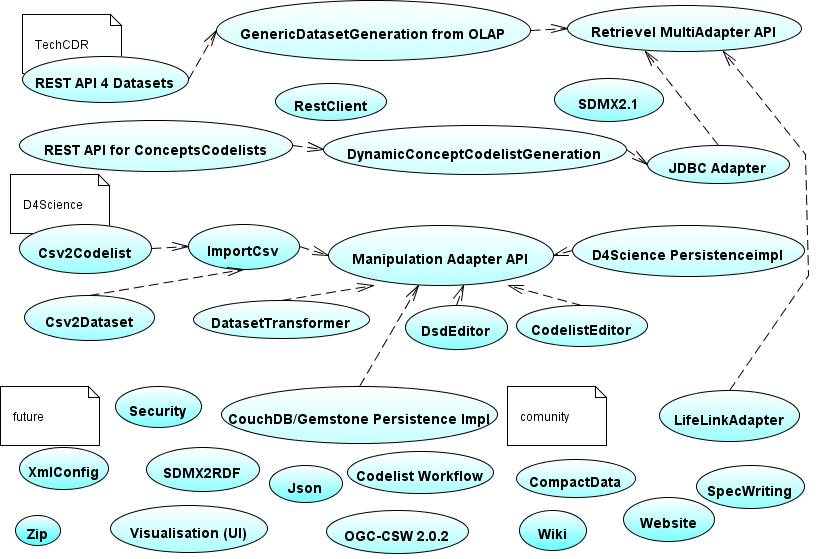 TechCDR
GenericDatasetGeneration from OLAP
Retrievel MultiAdapter API
REST API 4 Datasets
RestClient
SDMX2.1
REST API for ConceptsCodelists
DynamicConceptCodelistGeneration
JDBC Adapter
D4Science
Csv2Codelist
ImportCsv
Manipulation Adapter API
D4Science Persistenceimpl
Csv2Dataset
DatasetTransformer
DsdEditor
CodelistEditor
future
Security
CouchDB/Gemstone Persistence Impl
comunity
LifeLinkAdapter
XmlConfig
SDMX2RDF
Json
Codelist Workflow
CompactData
SpecWriting
Zip
Visualisation (UI)
OGC-CSW 2.0.2
Wiki
Website